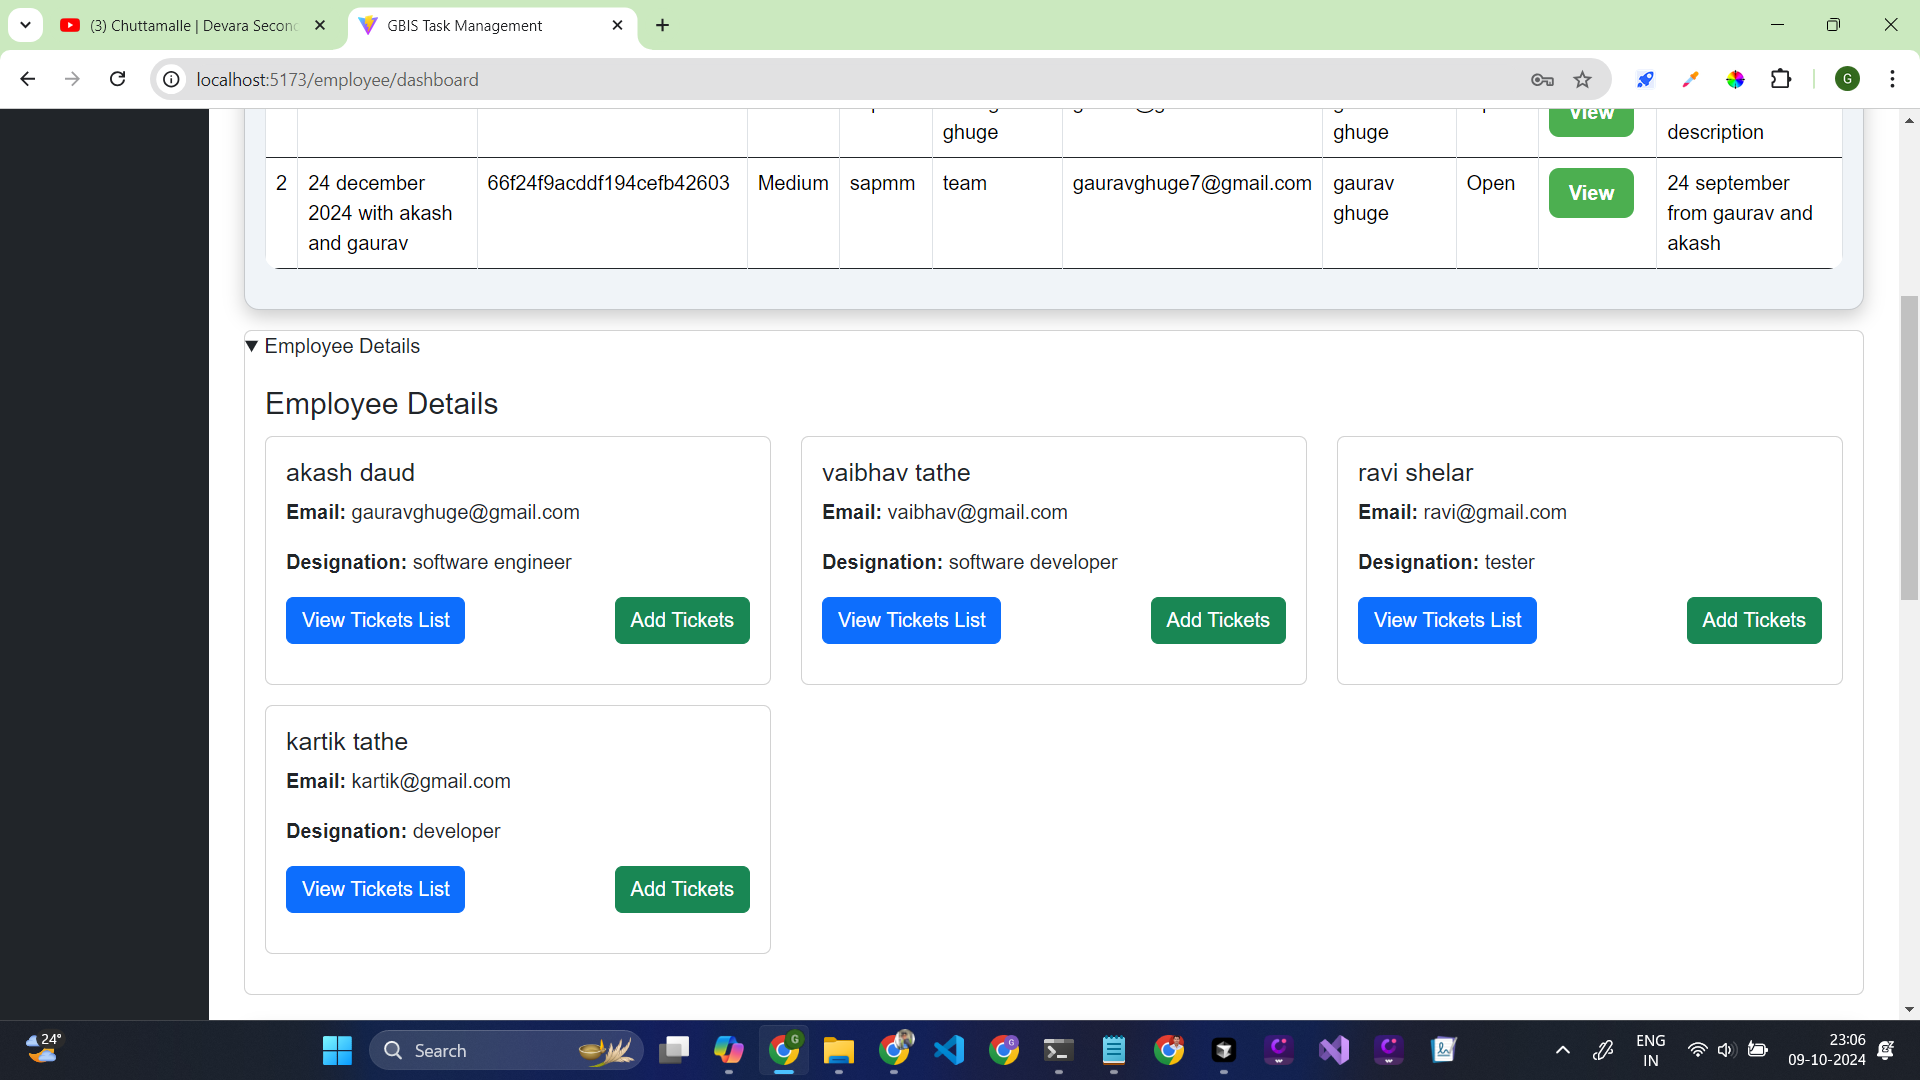 (3) Chuttamalle | Devara Secon
GBIS Task Management
localhost:5173/employee/dashboard
G
ghuge
ghuge
View
description
2
24 december
2024 with akash
and gaurav
66f24f9acddf194cefb42603
Medium
sapmm
team
gauravghuge7@gmail.com
gaurav
ghuge
Open
View
24 september
from gaurav and
akash
Employee Details
Employee Details
akash daud
Email: gauravghuge@gmail.com
Designation: software engineer
View Tickets List
Add Tickets
vaibhav tathe
Email: vaibhav@gmail.com
Designation: software developer
View Tickets List
Add Tickets
ravi shelar
Email: ravi@gmail.com
Designation: tester
View Tickets List
Add Tickets
kartik tathe
Email: kartik@gmail.com
Designation: developer
View Tickets List
Add Tickets
24°
Search
ENG
IN
23:06
09-10-2024